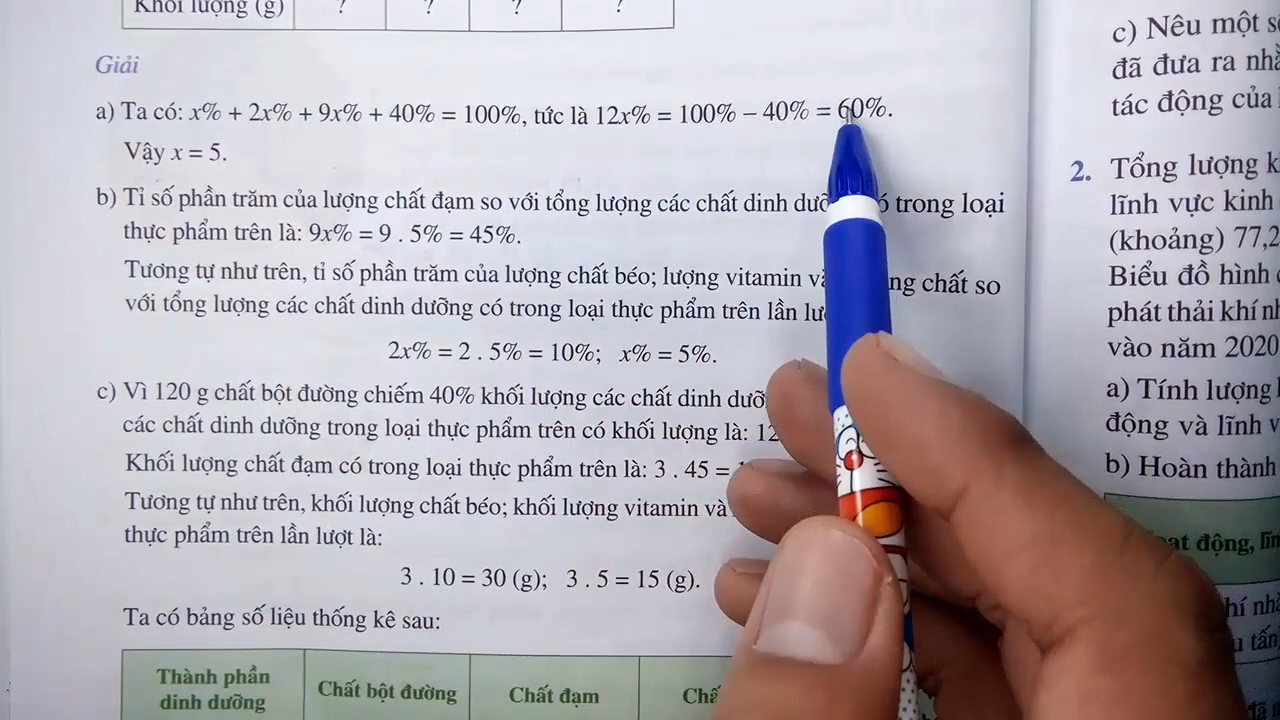 Khối lượng (g) ? ? ? ?
Giải
a) Ta có: x% + 2x% + 9x% + 40% = 100%, tức là 12x% = 100% − 40% = 60%.
Vậy x = 5.
b) Tỉ số phần trăm của lượng chất đạm so với tổng lượng các chất dinh trong loại
thực phẩm trên là: 9x% = 9 . 5% = 45%.
Tương tự như trên, tỉ số phần trăm của lượng chất béo; lượng vitamin chất so
với tổng lượng các chất dinh dưỡng có trong loại thực phẩm trên lần
2x% = 2 . 5% = 10%; x% = 5%.
c) Vì 120 g chất bột đường chiếm 40% khối lượng các chất dinh
các chất dinh dưỡng trong loại thực phẩm trên có khối lượng là:
Khối lượng chất đạm có trong loại thực phẩm trên là: 3 . 45 =
Tương tự như trên, khối lượng chất béo; khối lượng vitamin và
thực phẩm trên lần lượt là:
3 . 10 = 30 (g); 3 . 5 = 15 (g).
Ta có bảng số liệu thống kê sau:
Thành phần
dinh dưỡng
Chất bột đường
Chất đạm
c) Nêu một
đã đưa ra
tác động của
2. Tổng lượng
lĩnh vực kinh
(khoảng) 77,2
Biểu đồ hình
phát thải khí
vào năm 2020
a) Tính lượng
động và lĩnh
b) Hoàn thành
động,